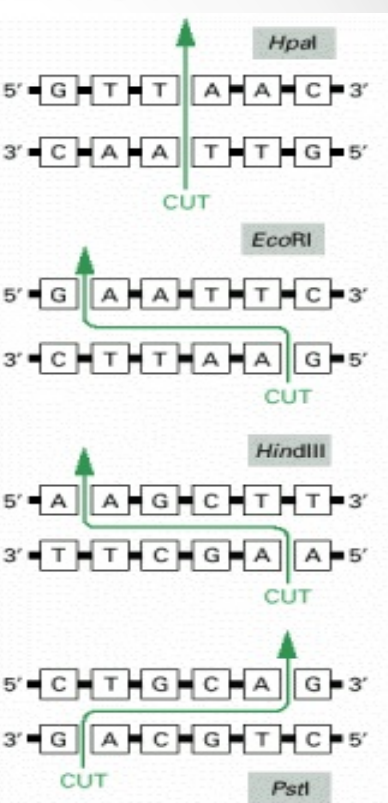 HpaI
5' G T T A A C 3'
3' C A A T T G 5'
CUT
EcoRI
5' G A A T T C 3'
3' C T T A A G 5'
CUT
HindIII
5' A A G C T T 3'
3' T T C G A A 5'
CUT
5' C T G C A G 3'
3' G A C G T C 5'
CUT
PstI